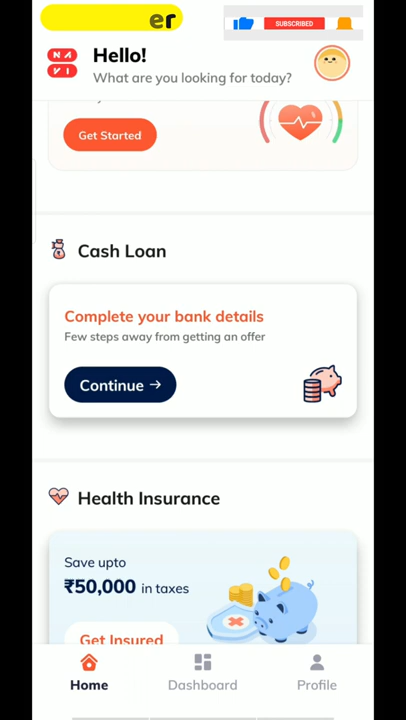 er
SUBSCRIBED
NA
VI
Hello!
What are you looking for today?
Get Started
Cash Loan
Complete your bank details
Few steps away from getting an offer
Continue →
Health Insurance
Save upto
₹50,000 in taxes
Get Insured
Home
Dashboard
Profile